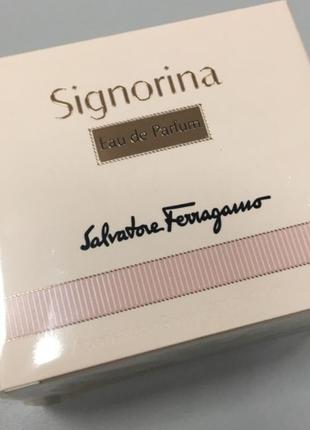 Signorina
Eau de Parfum
Salvatore Ferragamo